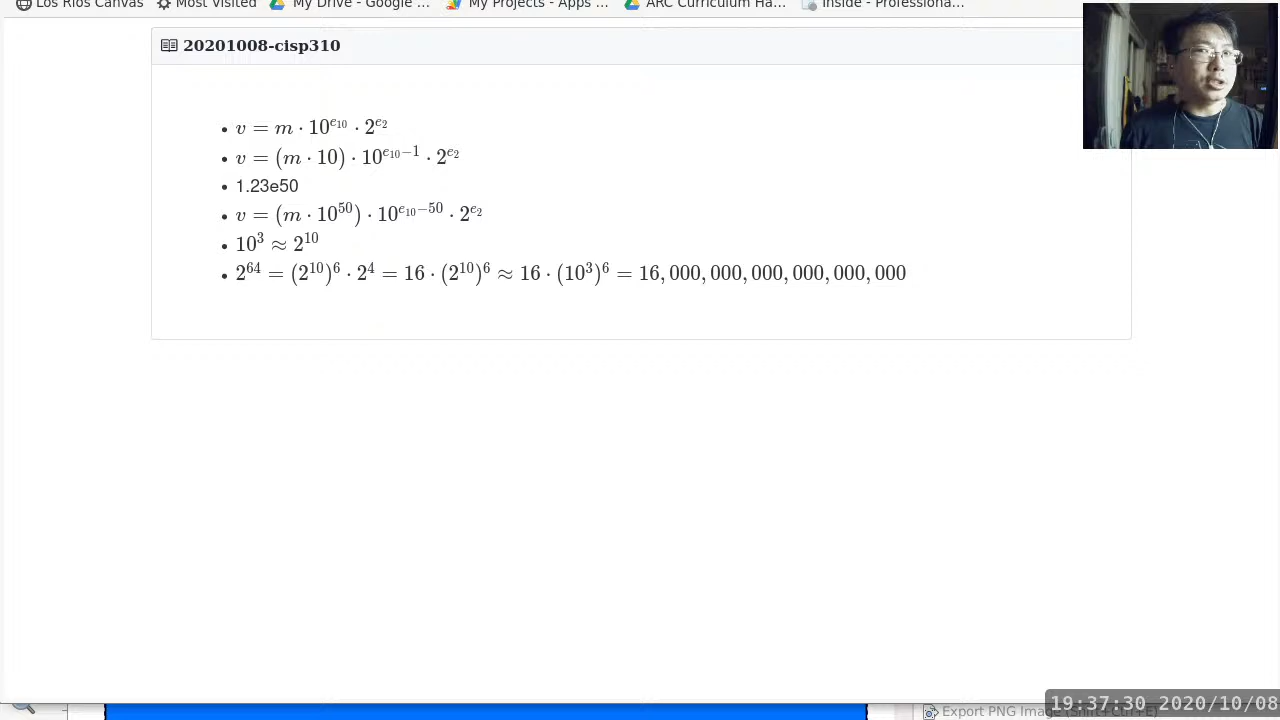 Los Rios Canvas Most Visited My Drive - Google ... My Projects - Apps ... ARC Curriculum Ha... Inside - Professiona...
20201008-cisp310
• v = m · 10^{e_{10}} · 2^{e_2}
• v = (m · 10) · 10^{e_{10}−1} · 2^{e_2}
• 1.23e50
• v = (m · 10^{50}) · 10^{e_{10}−50} · 2^{e_2}
• 10^3 ≈ 2^{10}
• 2^{64} = (2^{10})^6 · 2^4 = 16 · (2^{10})^6 ≈ 16 · (10^3)^6 = 16,000,000,000,000,000,000
19:37:30 2020/10/08
Export PNG Image (Shift+Ctrl+E)